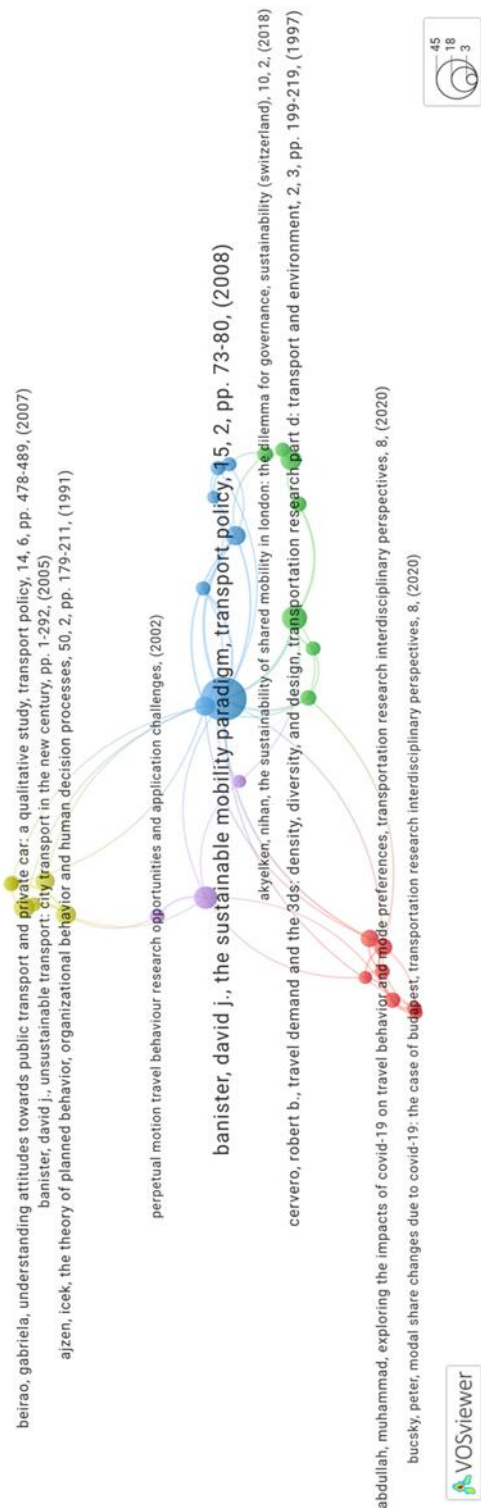 beirao, gabriela, understanding attitudes towards public transport and private car: a qualitative study, transport policy, 14, 6, pp. 478-489, (2007)
banister, david j., unsustainable transport: city transport in the new century, pp. 1-292, (2005)
ajzen, icek, the theory of planned behavior, organizational behavior and human decision processes, 50, 2, pp. 179-211, (1991)
perpetual motion travel behaviour research opportunities and application challenges, (2002)
banister, david j., the sustainable mobility paradigm, transport policy, 15, 2, pp. 73-80, (2008)
akyelken, nihan, the sustainability of shared mobility in london: the dilemma for governance, sustainability (switzerland), 10, 2, (2018)
cervero, robert b., travel demand and the 3ds: density, diversity, and design, transportation research part d: transport and environment, 2, 3, pp. 199-219, (1997)
abdullah, muhammad, exploring the impacts of covid-19 on travel behavior and mode preferences, transportation research interdisciplinary perspectives, 8, (2020)
bucsky, peter, modal share changes due to covid-19: the case of budapest, transportation research interdisciplinary perspectives, 8, (2020)
VOSviewer
45
18
3